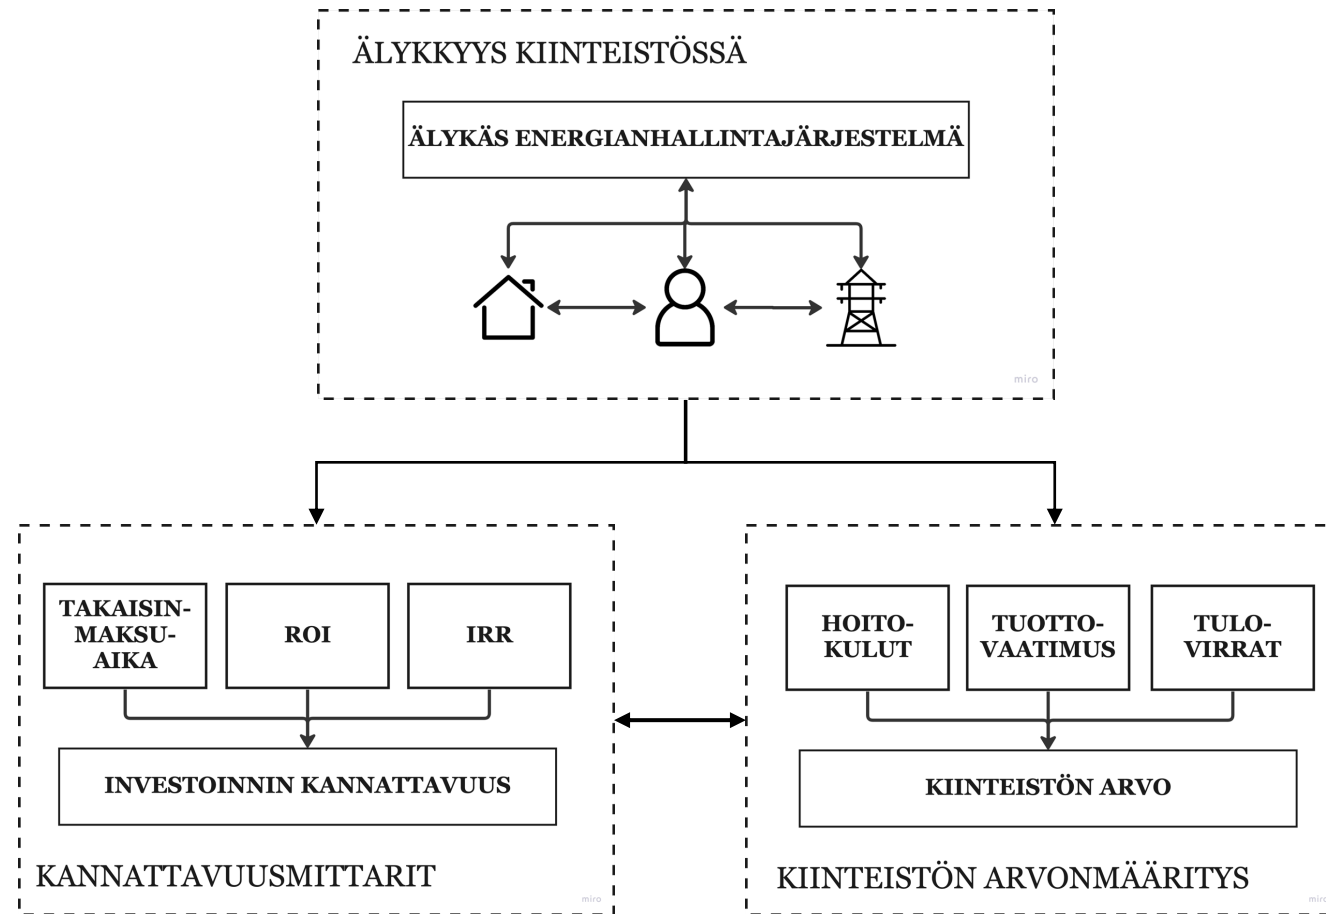 ÄLYKKYYS KIINTEISTÖSSÄ
ÄLYKÄS ENERGIANHALLINTAJÄRJESTELMÄ
miro
TAKAISIN-
MAKSU-
AIKA
ROI
IRR
INVESTOINNIN KANNATTAVUUS
KANNATTAVUUSMITTARIT
miro
HOITO-
KULUT
TUOTTO-
VAATIMUS
TULO-
VIRRAT
KIINTEISTÖN ARVO
KIINTEISTÖN ARVONMÄÄRITYS
miro